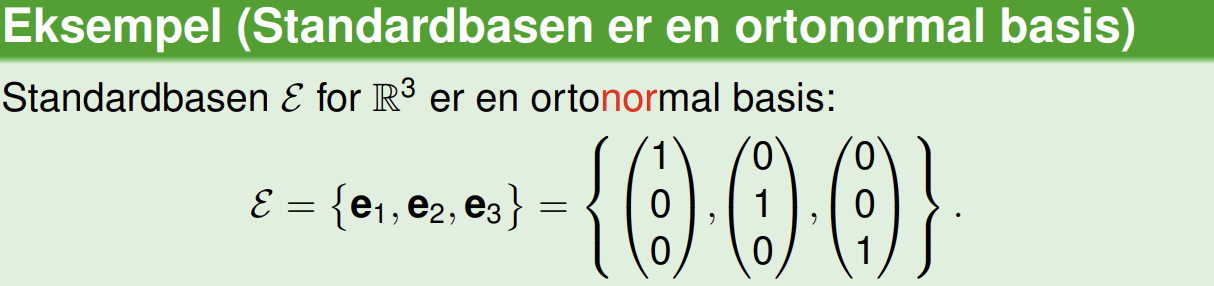 Eksempel (Standardbasen er en ortonormal basis)
Standardbasen ℰ for ℝ³ er en ortonormal basis:
ℰ = {e₁, e₂, e₃} = { (1 0 0), (0 1 0), (0 0 1) }.